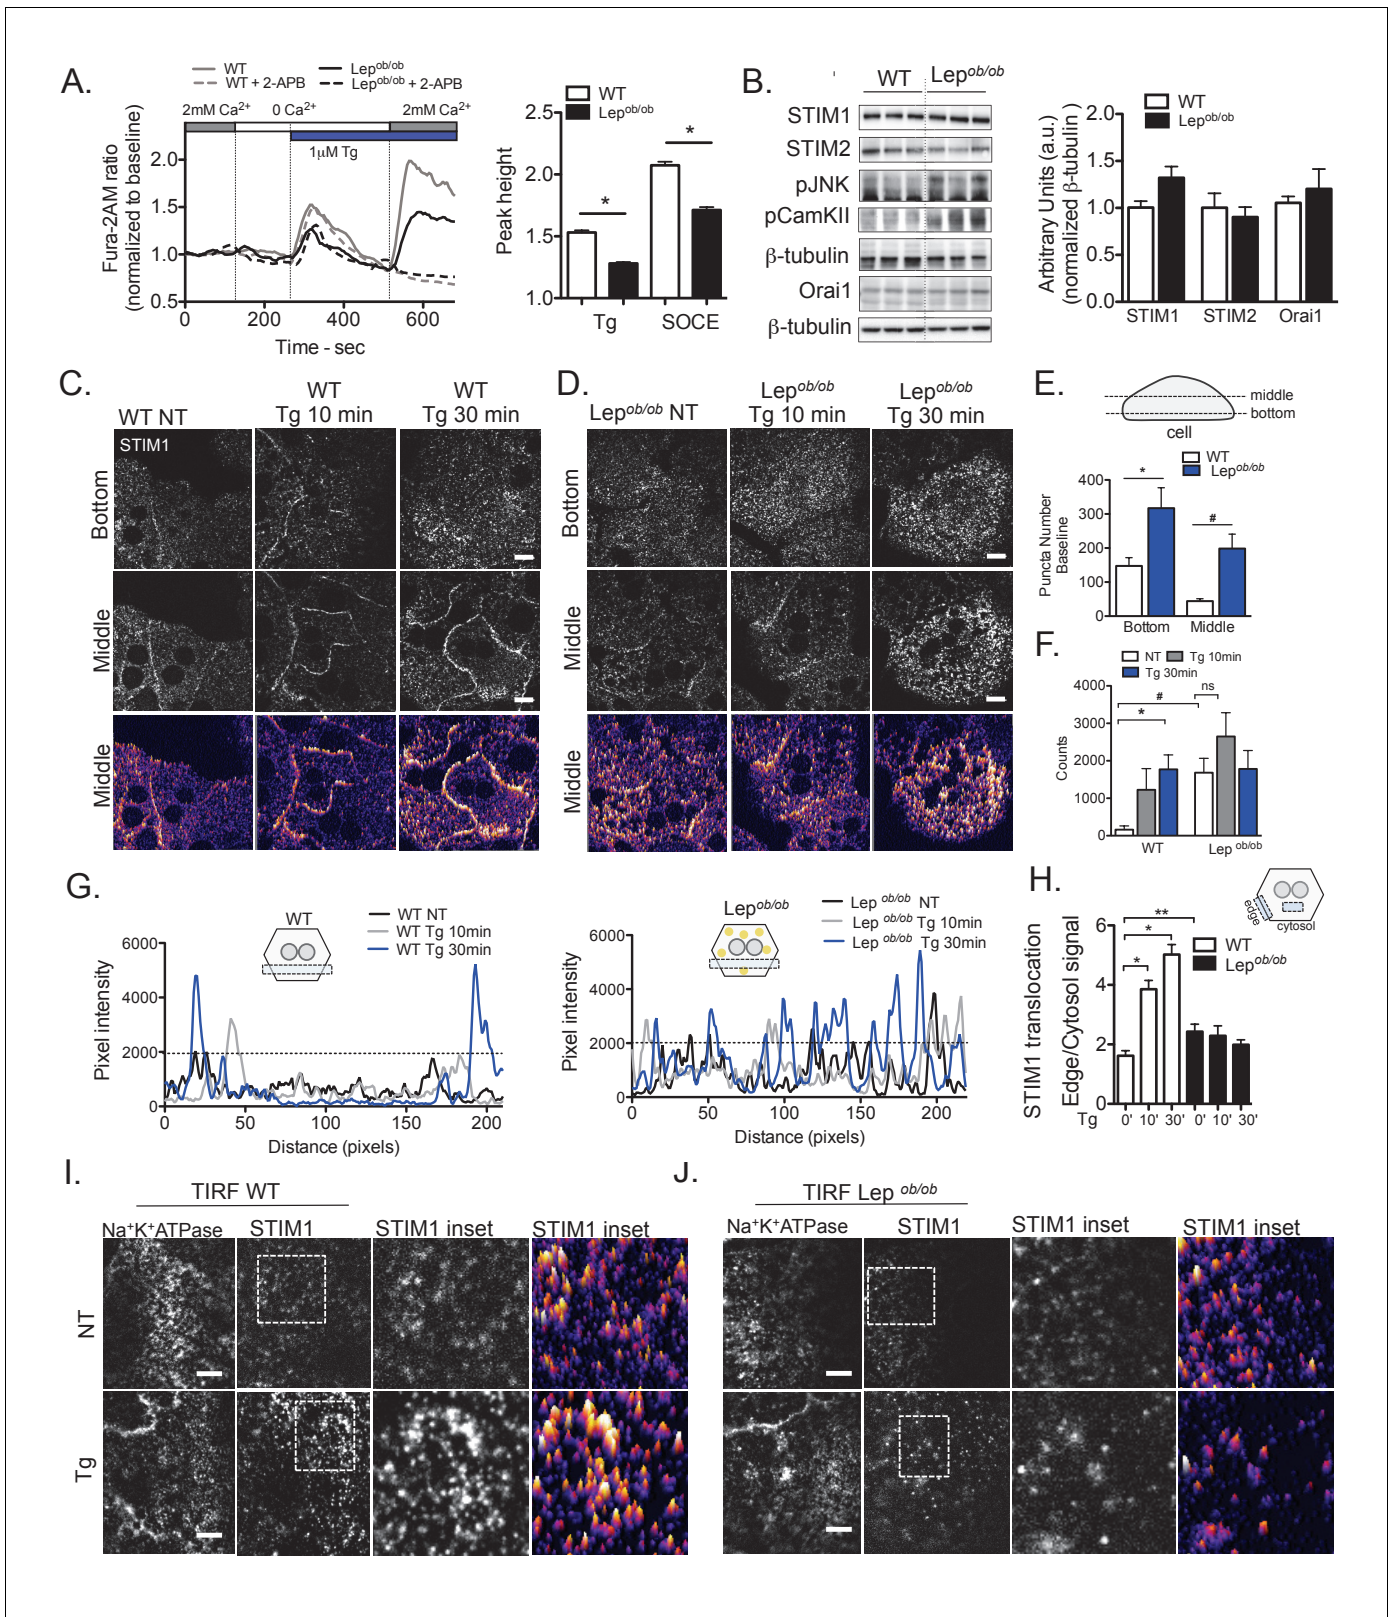 A.
WT
Lep^ob/ob
WT + 2-APB
Lep^ob/ob + 2-APB
2mM Ca²⁺
0 Ca²⁺
2mM Ca²⁺
1μM Tg
Fura-2AM ratio
(normalized to baseline)
2.0
1.5
1.0
0.5
0
200
400
600
Time - sec
WT
Lep^ob/ob
Peak height
2.5
2.0
1.5
1.0
*
*
Tg
SOCE
B.
WT
Lep^ob/ob
STIM1
STIM2
pJNK
pCamKII
β-tubulin
Orai1
β-tubulin
WT
Lep^ob/ob
Arbitrary Units (a.u.)
(normalized β-tubulin)
2.0
1.5
1.0
0.5
0.0
STIM1
STIM2
Orai1
C.
WT NT
WT
Tg 10 min
WT
Tg 30 min
STIM1
Bottom
Middle
Middle
D.
Lep^ob/ob NT
Lep^ob/ob
Tg 10 min
Lep^ob/ob
Tg 30 min
Bottom
Middle
Middle
E.
middle
bottom
cell
WT
Lep^ob/ob
Puncta Number
Baseline
400
300
200
100
0
*
#
Bottom
Middle
F.
NT
Tg 10min
Tg 30min
Counts
4000
3000
2000
1000
0
#
*
ns
WT
Lep^ob/ob
G.
WT
WT NT
WT Tg 10min
WT Tg 30min
Pixel intensity
6000
4000
2000
0
0
50
100
150
200
Distance (pixels)
Lep^ob/ob
Lep^ob/ob NT
Lep^ob/ob Tg 10min
Lep^ob/ob Tg 30min
Pixel intensity
6000
4000
2000
0
0
50
100
150
200
Distance (pixels)
H.
edge
cytosol
WT
Lep^ob/ob
STIM1 translocation
Edge/Cytosol signal
6
4
2
0
**
*
*
Tg
0'
10'
30'
0'
10'
30'
I.
TIRF WT
Na⁺K⁺ATPase
STIM1
STIM1 inset
STIM1 inset
NT
Tg
J.
TIRF Lep^ob/ob
Na⁺K⁺ATPase
STIM1
STIM1 inset
STIM1 inset